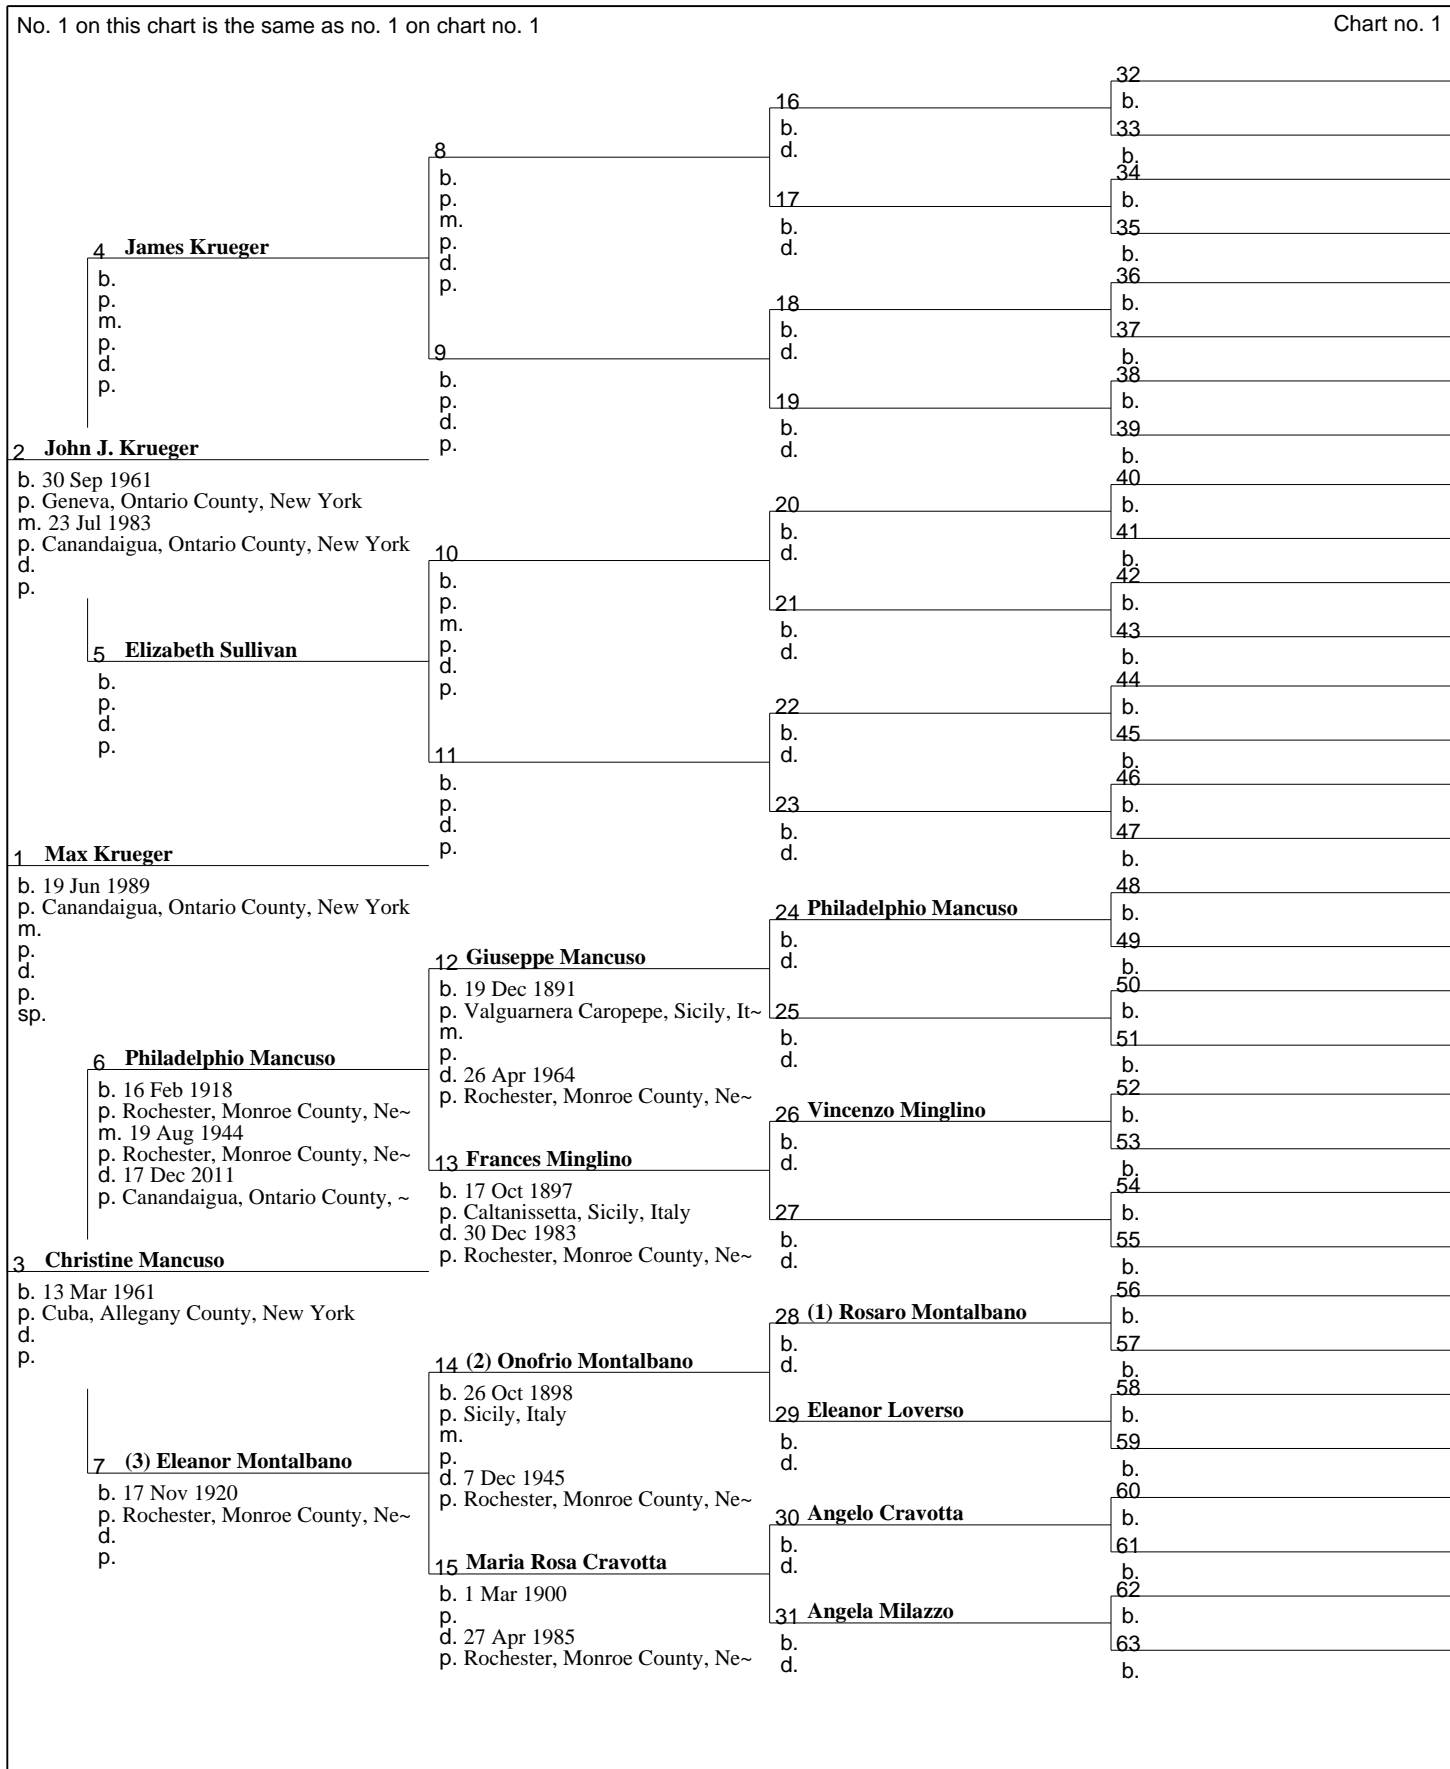 No. 1 on this chart is the same as no. 1 on chart no. 1
Chart no. 1
4 James Krueger
b.
p.
m.
p.
d.
p.
2 John J. Krueger
b. 30 Sep 1961
p. Geneva, Ontario County, New York
m. 23 Jul 1983
p. Canandaigua, Ontario County, New York
d.
p.
5 Elizabeth Sullivan
b.
p.
d.
p.
1 Max Krueger
b. 19 Jun 1989
p. Canandaigua, Ontario County, New York
m.
p.
d.
p.
sp.
6 Philadelphio Mancuso
b. 16 Feb 1918
p. Rochester, Monroe County, Ne~
m. 19 Aug 1944
p. Rochester, Monroe County, Ne~
d. 17 Dec 2011
p. Canandaigua, Ontario County, ~
3 Christine Mancuso
b. 13 Mar 1961
p. Cuba, Allegany County, New York
d.
p.
7 (3) Eleanor Montalbano
b. 17 Nov 1920
p. Rochester, Monroe County, Ne~
d.
p.
8
b.
p.
m.
p.
d.
p.
9
b.
p.
d.
p.
10
b.
p.
m.
p.
d.
p.
11
b.
p.
d.
p.
12 Giuseppe Mancuso
b. 19 Dec 1891
p. Valguarnera Caropepe, Sicily, It~
m.
p.
d. 26 Apr 1964
p. Rochester, Monroe County, Ne~
13 Frances Minglino
b. 17 Oct 1897
p. Caltanissetta, Sicily, Italy
d. 30 Dec 1983
p. Rochester, Monroe County, Ne~
14 (2) Onofrio Montalbano
b. 26 Oct 1898
p. Sicily, Italy
m.
p.
d. 7 Dec 1945
p. Rochester, Monroe County, Ne~
15 Maria Rosa Cravotta
b. 1 Mar 1900
p.
d. 27 Apr 1985
p. Rochester, Monroe County, Ne~
16
b.
d.
17
b.
d.
18
b.
d.
19
b.
d.
20
b.
d.
21
b.
d.
22
b.
d.
23
b.
d.
24 Philadelphio Mancuso
b.
d.
25
b.
d.
26 Vincenzo Minglino
b.
d.
27
b.
d.
28 (1) Rosaro Montalbano
b.
d.
29 Eleanor Loverso
b.
d.
30 Angelo Cravotta
b.
d.
31 Angela Milazzo
b.
d.
32
b.
33
b.
34
b.
35
b.
36
b.
37
b.
38
b.
39
b.
40
b.
41
b.
42
b.
43
b.
44
b.
45
b.
46
b.
47
b.
48
b.
49
b.
50
b.
51
b.
52
b.
53
b.
54
b.
55
b.
56
b.
57
b.
58
b.
59
b.
60
b.
61
b.
62
b.
63
b.